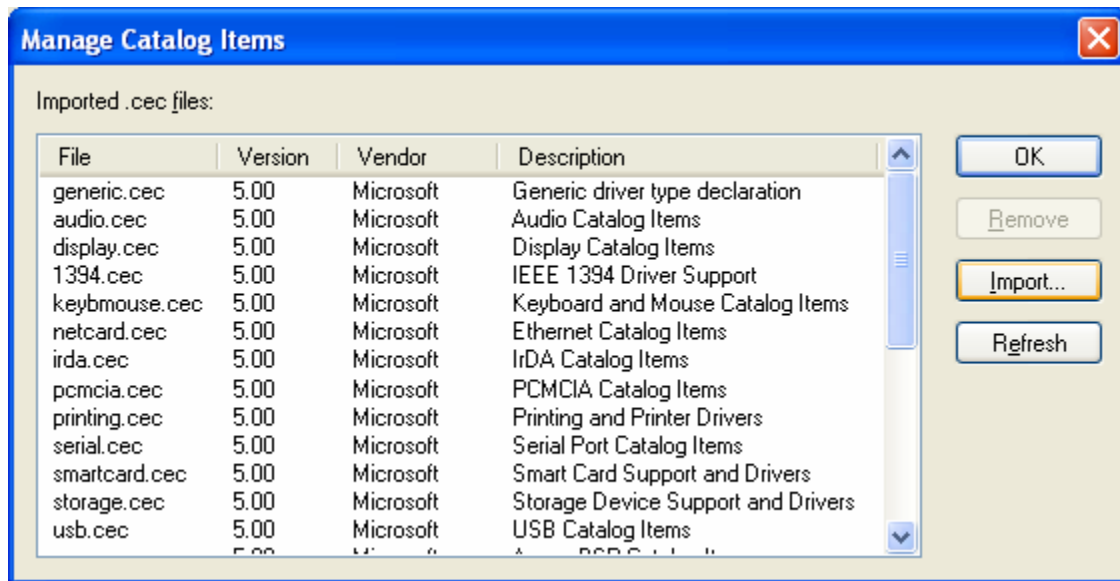 Manage Catalog Items
Imported .cec files:
File Version Vendor Description
generic.cec 5.00 Microsoft Generic driver type declaration
audio.cec 5.00 Microsoft Audio Catalog Items
display.cec 5.00 Microsoft Display Catalog Items
1394.cec 5.00 Microsoft IEEE 1394 Driver Support
keybmouse.cec 5.00 Microsoft Keyboard and Mouse Catalog Items
netcard.cec 5.00 Microsoft Ethernet Catalog Items
irda.cec 5.00 Microsoft IrDA Catalog Items
pcmcia.cec 5.00 Microsoft PCMCIA Catalog Items
printing.cec 5.00 Microsoft Printing and Printer Drivers
serial.cec 5.00 Microsoft Serial Port Catalog Items
smartcard.cec 5.00 Microsoft Smart Card Support and Drivers
storage.cec 5.00 Microsoft Storage Device Support and Drivers
usb.cec 5.00 Microsoft USB Catalog Items
OK
Remove
Import...
Refresh